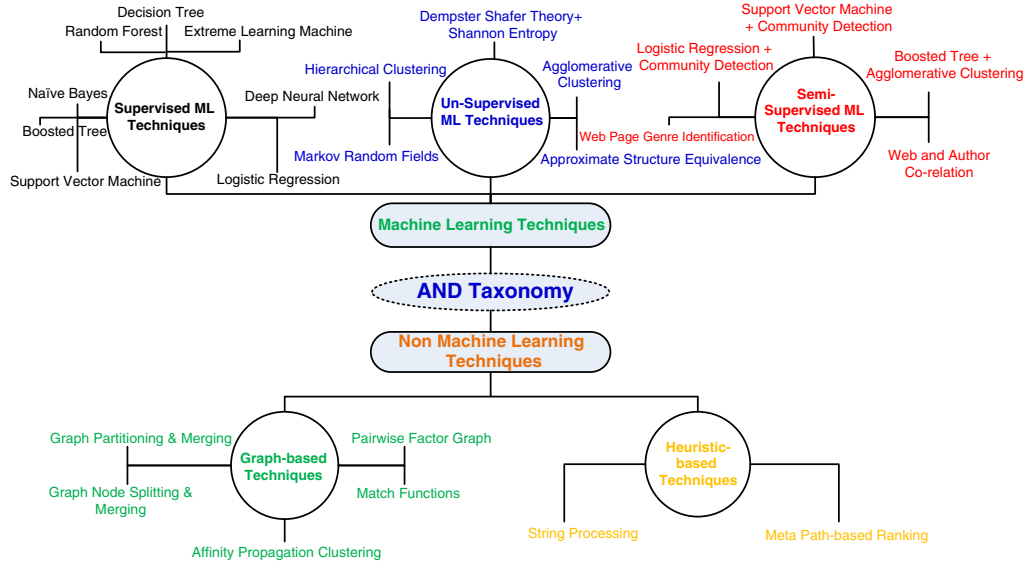 Decision Tree
Random Forest
Extreme Learning Machine
Naïve Bayes
Boosted Tree
Support Vector Machine
Supervised ML
Techniques
Deep Neural Network
Logistic Regression
Dempster Shafer Theory+
Shannon Entropy
Hierarchical Clustering
Markov Random Fields
Un-Supervised
ML Techniques
Agglomerative
Clustering
Approximate Structure Equivalence
Support Vector Machine
+ Community Detection
Logistic Regression +
Community Detection
Web Page Genre Identification
Semi-
Supervised ML
Techniques
Boosted Tree +
Agglomerative Clustering
Web and Author
Co-relation
Machine Learning Techniques
AND Taxonomy
Non Machine Learning
Techniques
Graph Partitioning & Merging
Graph Node Splitting &
Merging
Graph-based
Techniques
Pairwise Factor Graph
Match Functions
Affinity Propagation Clustering
Heuristic-
based
Techniques
String Processing
Meta Path-based Ranking